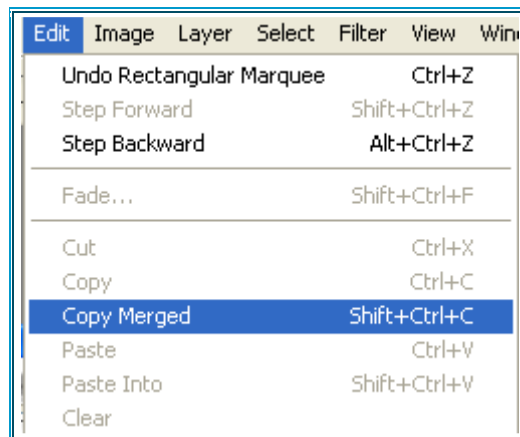 Edit Image Layer Select Filter View Wind
Undo Rectangular Marquee Ctrl+Z
Step Forward Shift+Ctrl+Z
Step Backward Alt+Ctrl+Z
Fade... Shift+Ctrl+F
Cut Ctrl+X
Copy Ctrl+C
Copy Merged Shift+Ctrl+C
Paste Ctrl+V
Paste Into Shift+Ctrl+V
Clear